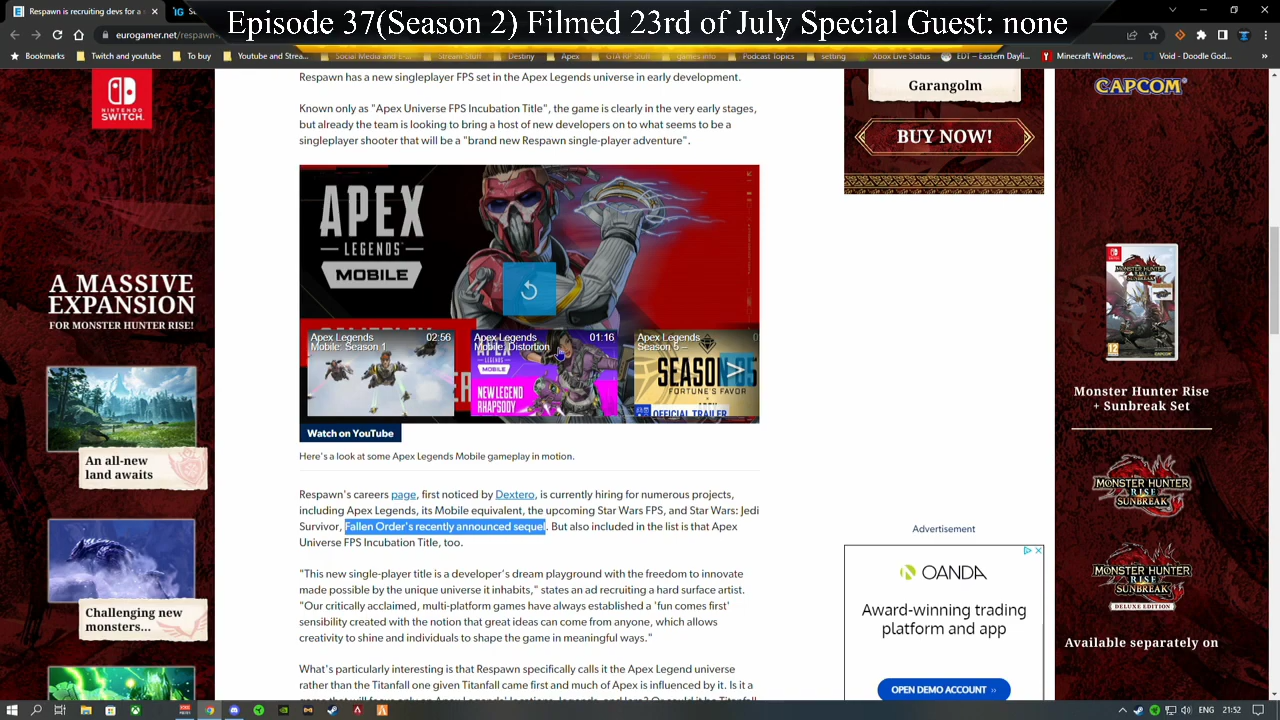 Episode 37(Season 2) Filmed 23rd of July Special Guest: none
eurogamer.net/respawn
Bookmarks
Twitch and youtube
To buy
Youtube and Strea...
Social Media and E-...
Stream Stuff
Destiny
Apex
GTA RP Stuff
games info
Podcast Topics
setting
Xbox Live Status
EDT – Eastern Dayli...
Minecraft Windows,...
Void - Doodle God...
NINTENDO
SWITCH
A MASSIVE
EXPANSION
FOR MONSTER HUNTER RISE!
An all-new
land awaits
Challenging new
monsters...
Respawn has a new singleplayer FPS set in the Apex Legends universe in early development.
Known only as "Apex Universe FPS Incubation Title", the game is clearly in the very early stages,
but already the team is looking to bring a host of new developers on to what seems to be a
singleplayer shooter that will be a "brand new Respawn single-player adventure".
APEX
LEGENDS
MOBILE
Apex Legends
Mobile: Season 1
02:56
Apex Legends
Mobile: Distortion
01:16
APEX
LEGENDS
MOBILE
NEW LEGEND
RHAPSODY
Apex Legends
Season 5 –
SEASON 05
FORTUNE'S FAVOR
OFFICIAL TRAILER
Watch on YouTube
Here's a look at some Apex Legends Mobile gameplay in motion.
Respawn's careers page, first noticed by Dextero, is currently hiring for numerous projects,
including Apex Legends, its Mobile equivalent, the upcoming Star Wars FPS, and Star Wars: Jedi
Survivor, Fallen Order's recently announced sequel. But also included in the list is that Apex
Universe FPS Incubation Title, too.
"This new single-player title is a developer's dream playground with the freedom to innovate
made possible by the unique universe it inhabits," states an ad recruiting a hard surface artist.
"Our critically acclaimed, multi-platform games have always established a 'fun comes first'
sensibility created with the notion that great ideas can come from anyone, which allows
creativity to shine and individuals to shape the game in meaningful ways."
What's particularly interesting is that Respawn specifically calls it the Apex Legend universe
rather than the Titanfall one given Titanfall came first and much of Apex is influenced by it. Is it a
Garangolm
BUY NOW!
Advertisement
OANDA
Award-winning trading
platform and app
OPEN DEMO ACCOUNT ››
CAPCOM
Monster Hunter Rise
+ Sunbreak Set
MONSTER HUNTER
RISE
SUNBREAK
MONSTER HUNTER
RISE
SUNBREAK
DELUXE EDITION
Available separately on
ENG
21:52